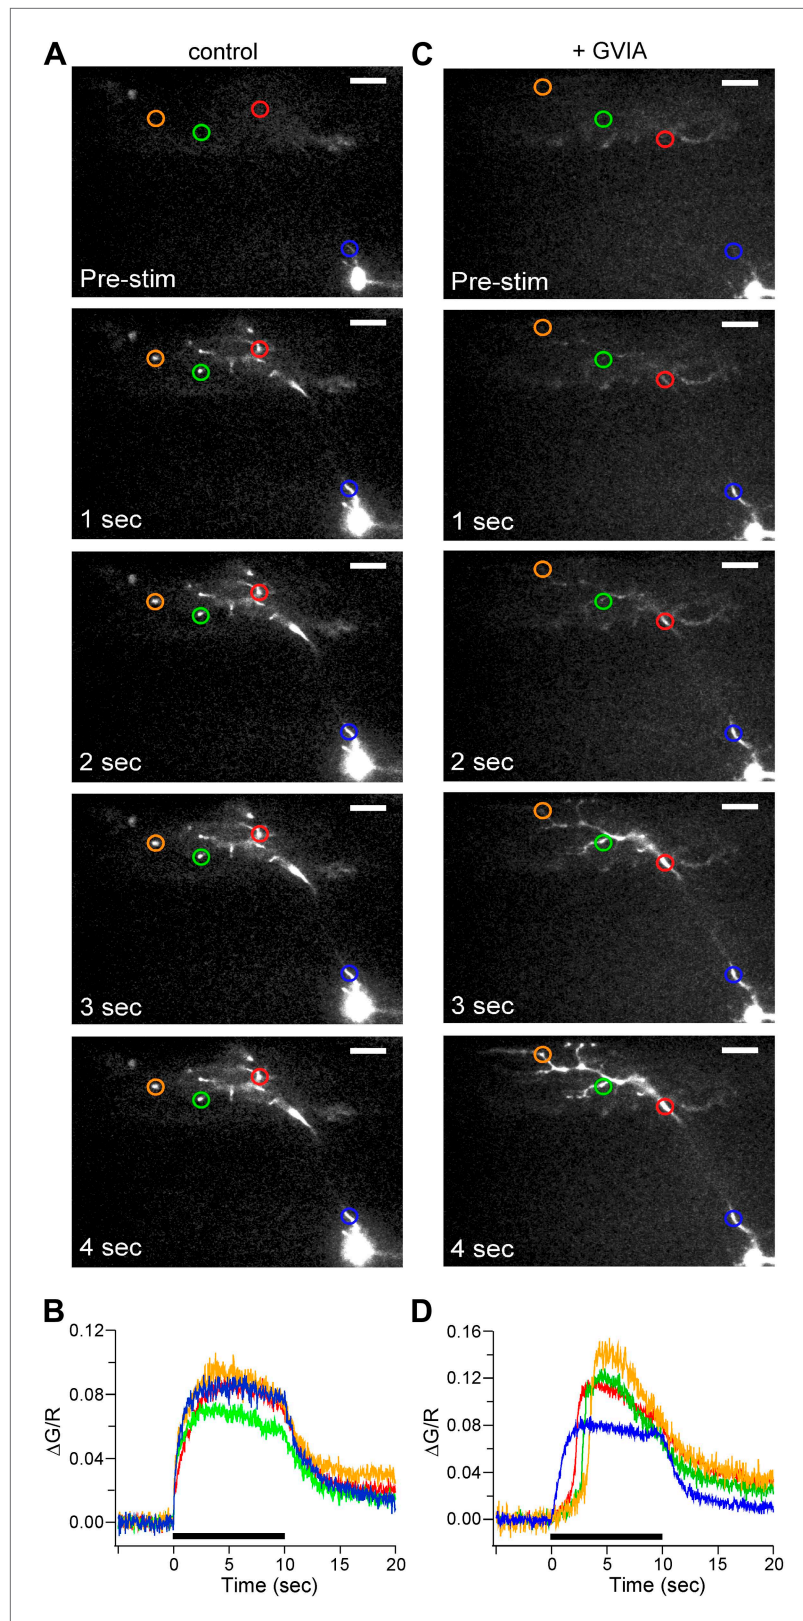 A
control
Pre-stim
1 sec
2 sec
3 sec
4 sec
B
0.12
0.08
0.04
0.00
ΔG/R
0
5
10
15
20
Time (sec)
C
+ GVIA
Pre-stim
1 sec
2 sec
3 sec
4 sec
D
0.16
0.12
0.08
0.04
0.00
ΔG/R
0
5
10
15
20
Time (sec)